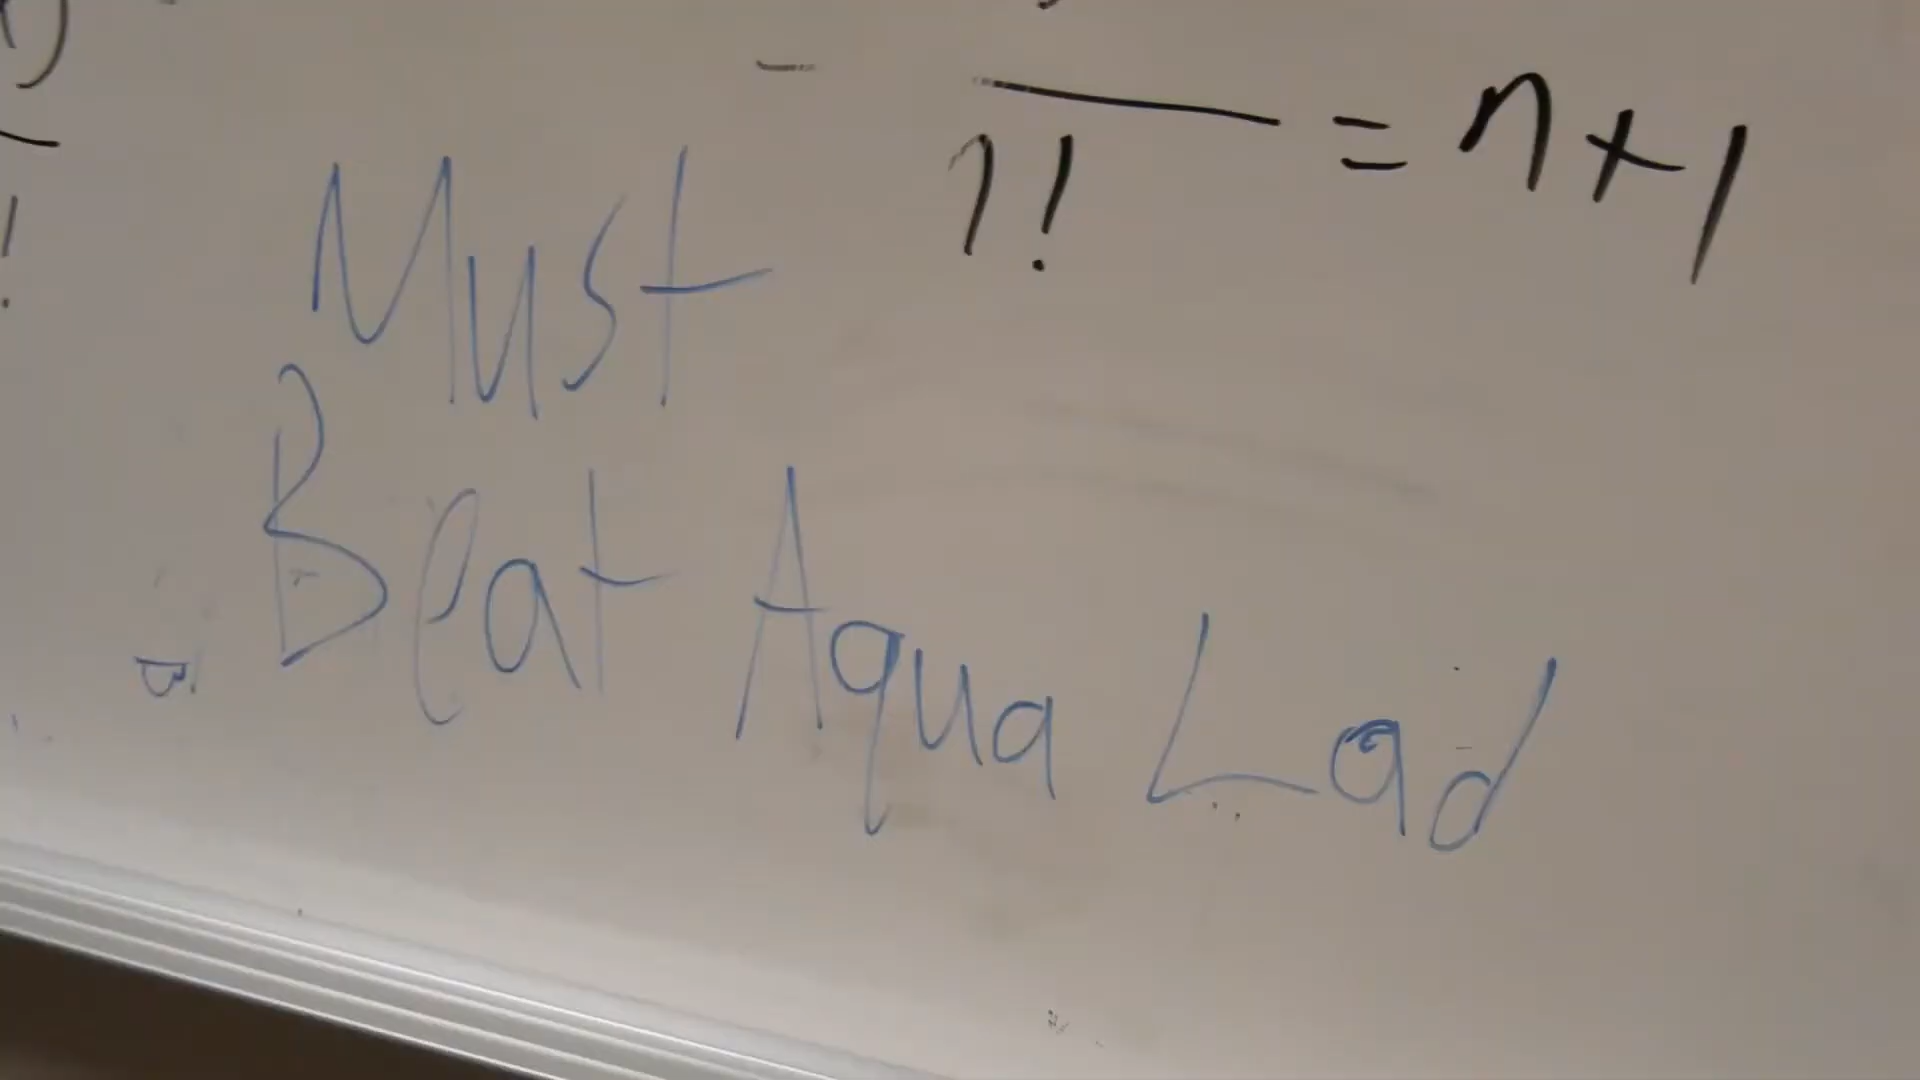 = n+1
n!
Must
Beat Aqua Lad